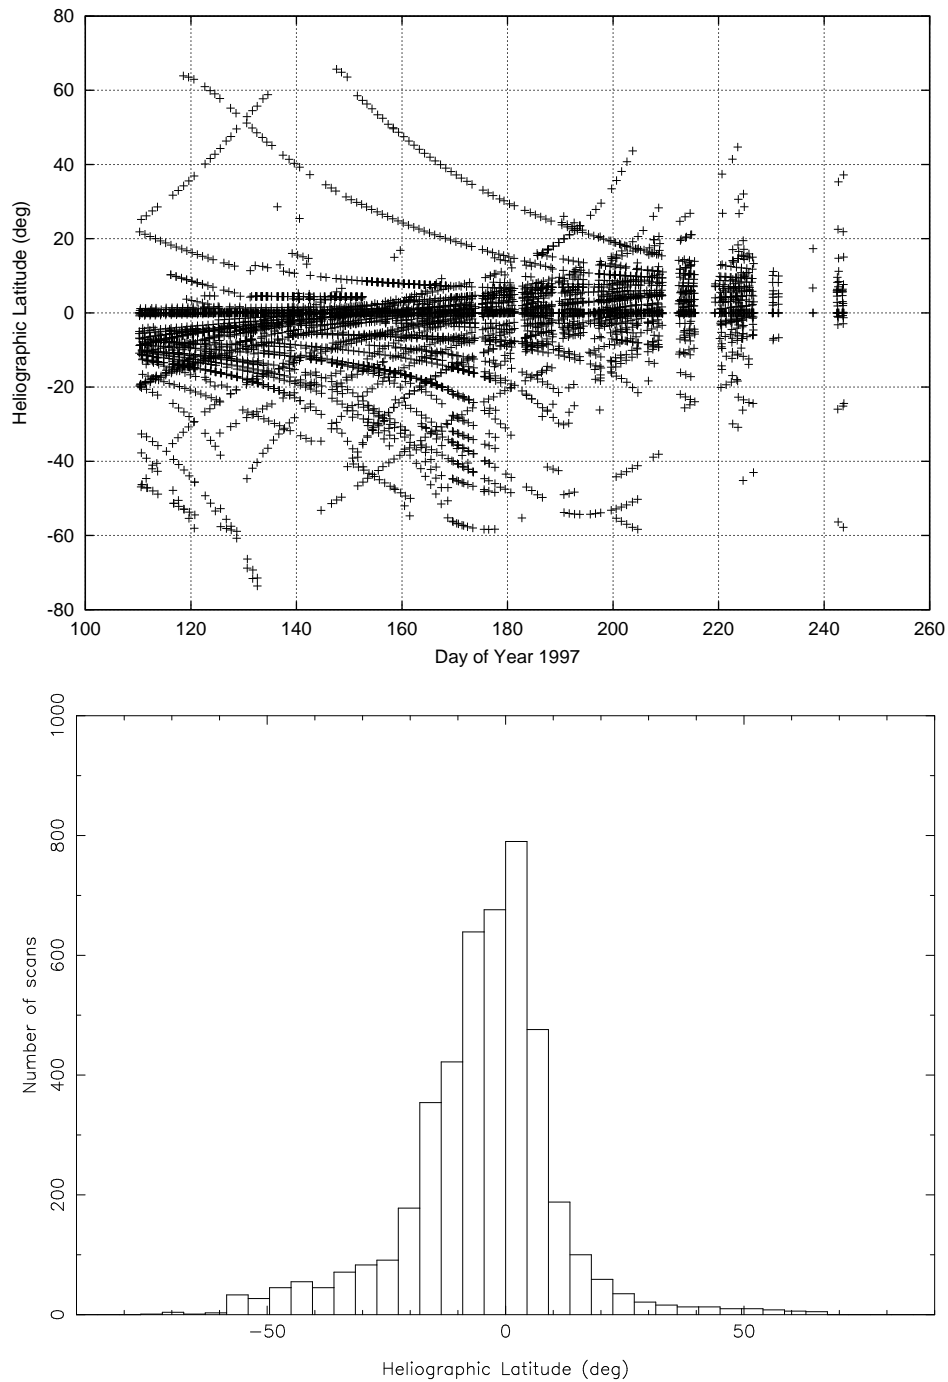 80
60
40
20
0
-20
-40
-60
-80
Heliographic Latitude (deg)
100 120 140 160 180 200 220 240 260
Day of Year 1997
1000
800
600
400
200
0
Number of scans
−50 0 50
Heliographic Latitude (deg)